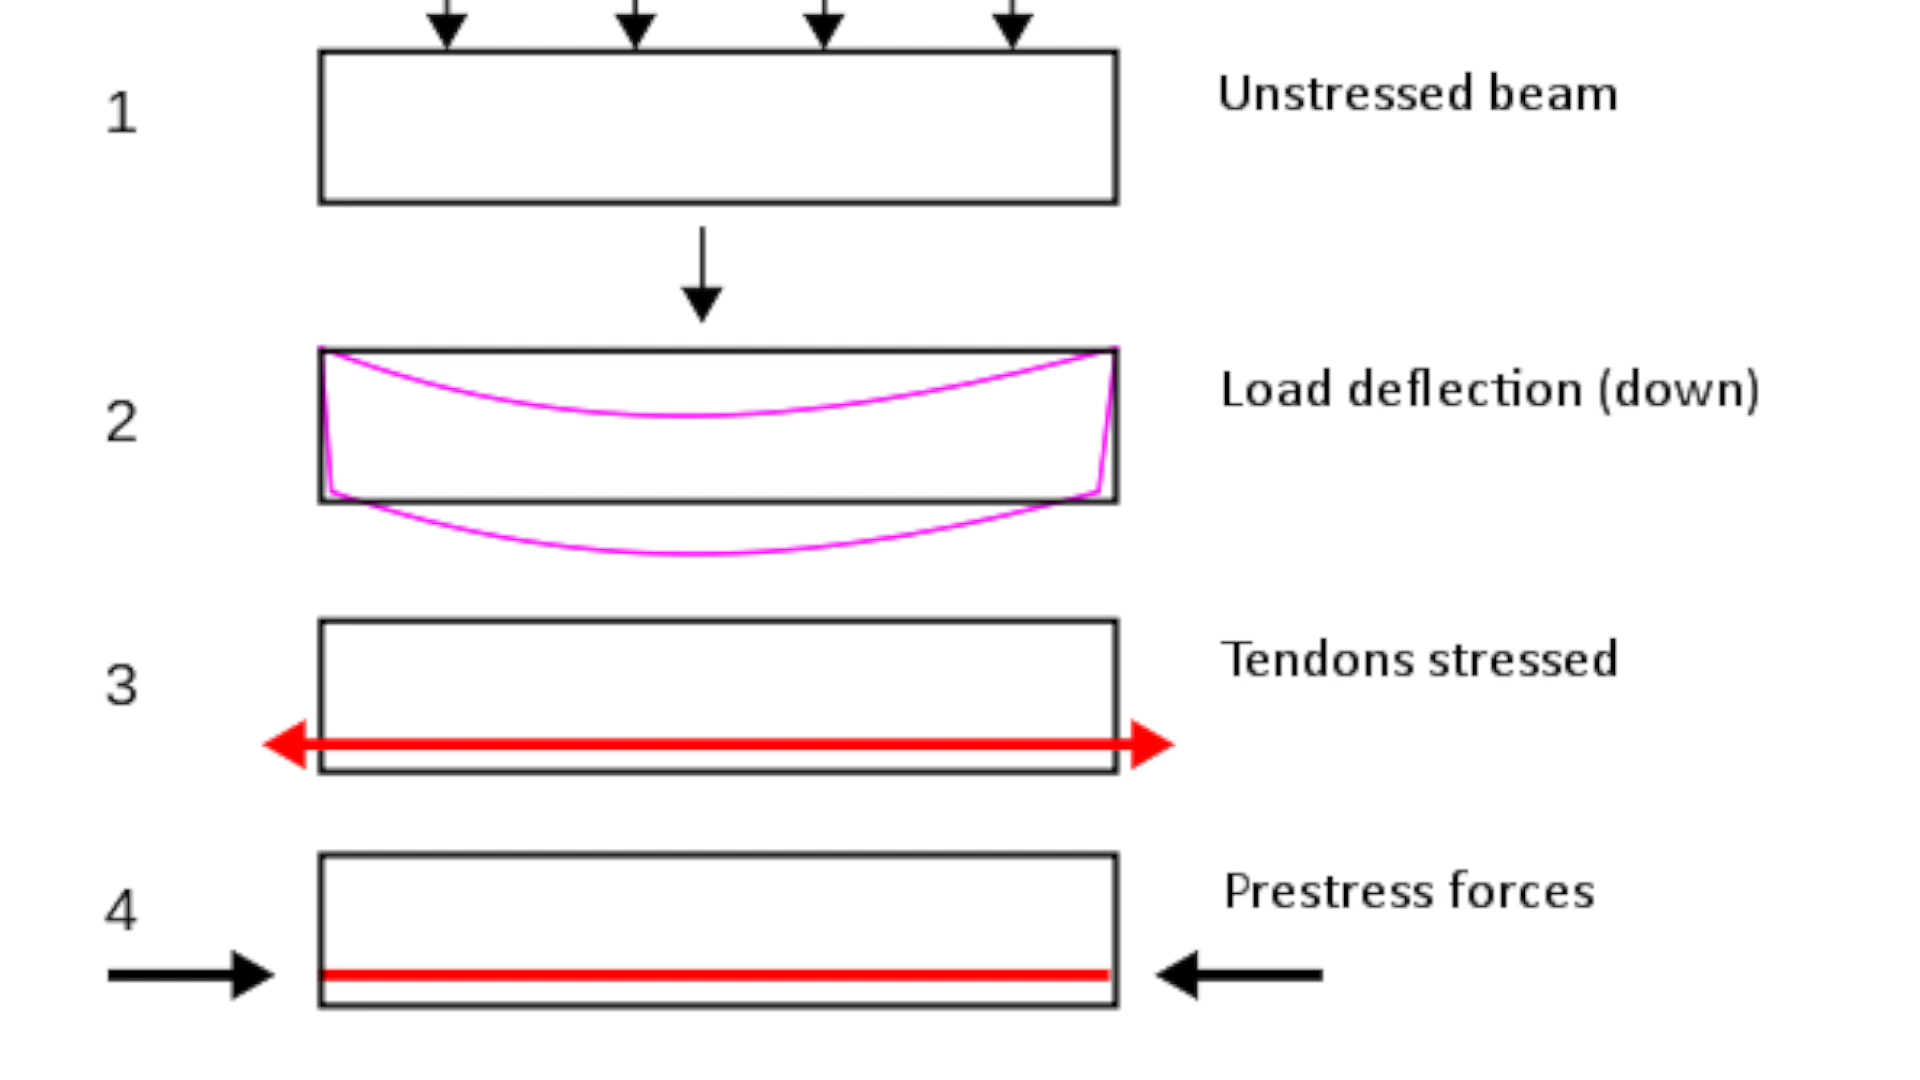 1 Unstressed beam
2 Load deflection (down)
3 Tendons stressed
4 Prestress forces